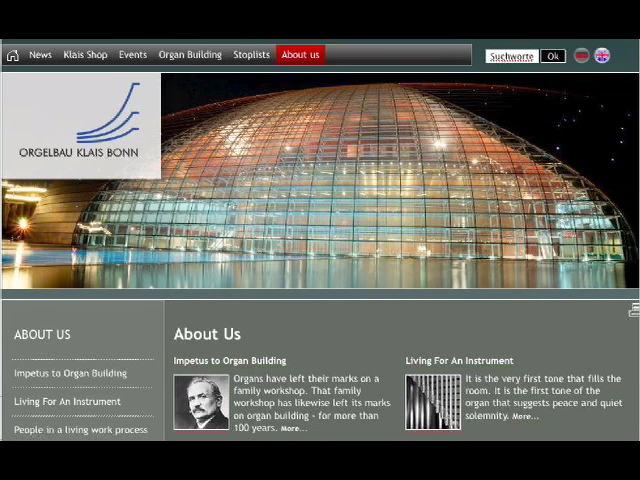 News Klais Shop Events Organ Building Stoplists About us Suchworte Ok
ORGELBAU KLAIS BONN
ABOUT US
Impetus to Organ Building
Living For An Instrument
People in a living work process
About Us
Impetus to Organ Building
Organs have left their marks on a
family workshop. That family
workshop has likewise left its marks
on organ building - for more than
100 years. More...
Living For An Instrument
It is the very first tone that fills the
room. It is the first tone of the
organ that suggests peace and quiet
solemnity. More...